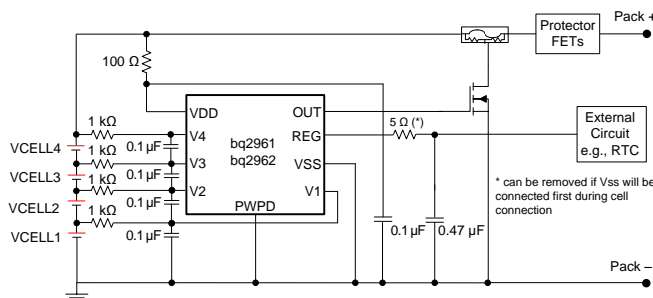 Pack +
Protector
FETs
100 Ω
VDD
OUT
5 Ω (*)
External
Circuit
e.g., RTC
1 kΩ
V4
bq2961
REG
VCELL4
0.1 µF
1 kΩ
V3
bq2962
VSS
VCELL3
0.1 µF
1 kΩ
V2
V1
VCELL2
0.1 µF
1 kΩ
PWPD
VCELL1
0.1 µF
0.1 µF
0.47 µF
* can be removed if Vss will be
connected first during cell
connection
Pack –